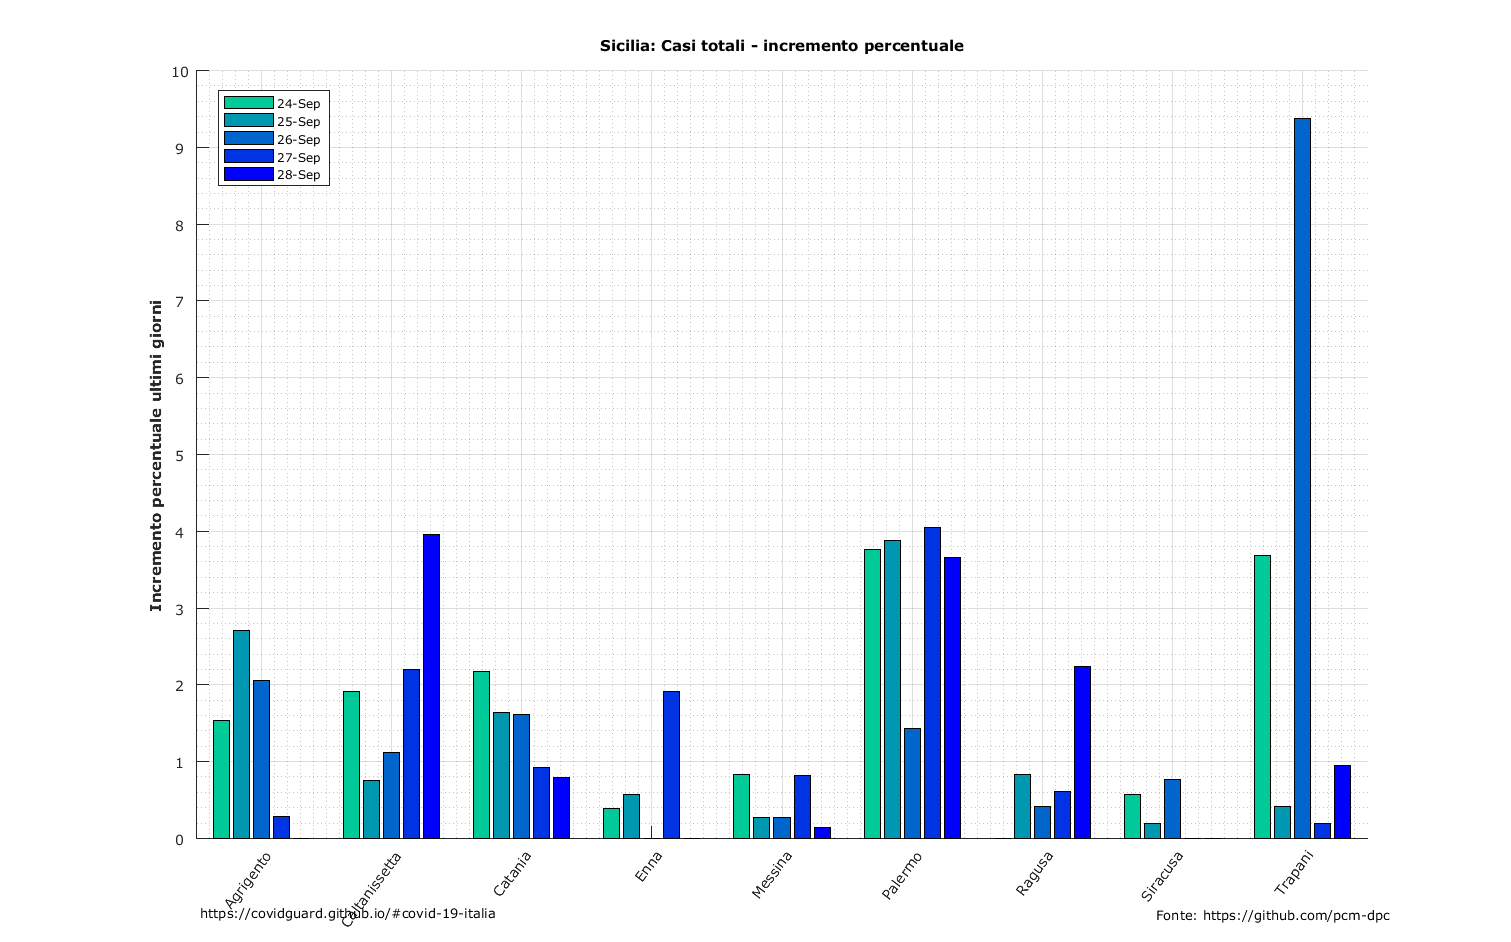 Sicilia: Casi totali - incremento percentuale
10
9
8
7
6
5
4
3
2
1
0
Incremento percentuale ultimi giorni
24-Sep
25-Sep
26-Sep
27-Sep
28-Sep
Agrigento
Caltanissetta
Catania
Enna
Messina
Palermo
Ragusa
Siracusa
Trapani
https://covidguard.github.io/#covid-19-italia
Fonte: https://github.com/pcm-dpc